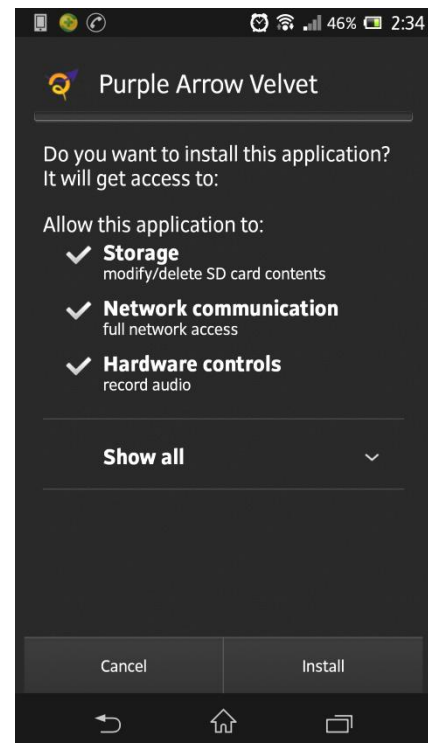 46% 2:34
Purple Arrow Velvet
Do you want to install this application?
It will get access to:
Allow this application to:
Storage
modify/delete SD card contents
Network communication
full network access
Hardware controls
record audio
Show all
Cancel Install